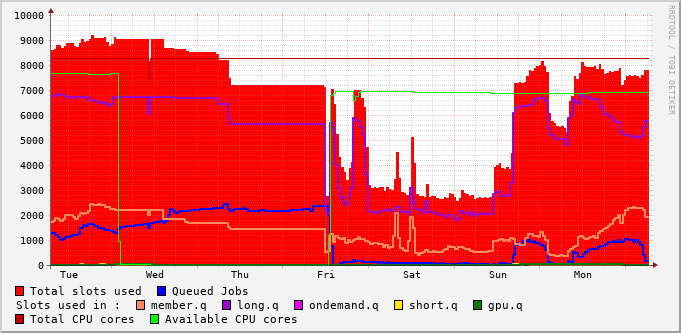 10000
9000
8000
7000
6000
5000
4000
3000
2000
1000
0
Tue Wed Thu Fri Sat Sun Mon
RRDTOOL / TOBI OETIKER
Total slots used Queued Jobs
Slots used in : member.q long.q ondemand.q short.q gpu.q
Total CPU cores Available CPU cores